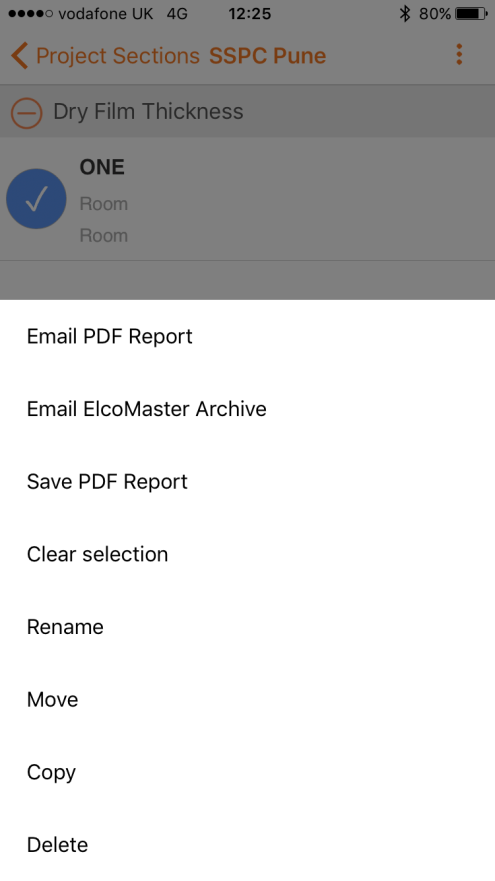 vodafone UK 4G 12:25 80%
Project Sections SSPC Pune
Dry Film Thickness
ONE
Room
Room
Email PDF Report
Email ElcoMaster Archive
Save PDF Report
Clear selection
Rename
Move
Copy
Delete